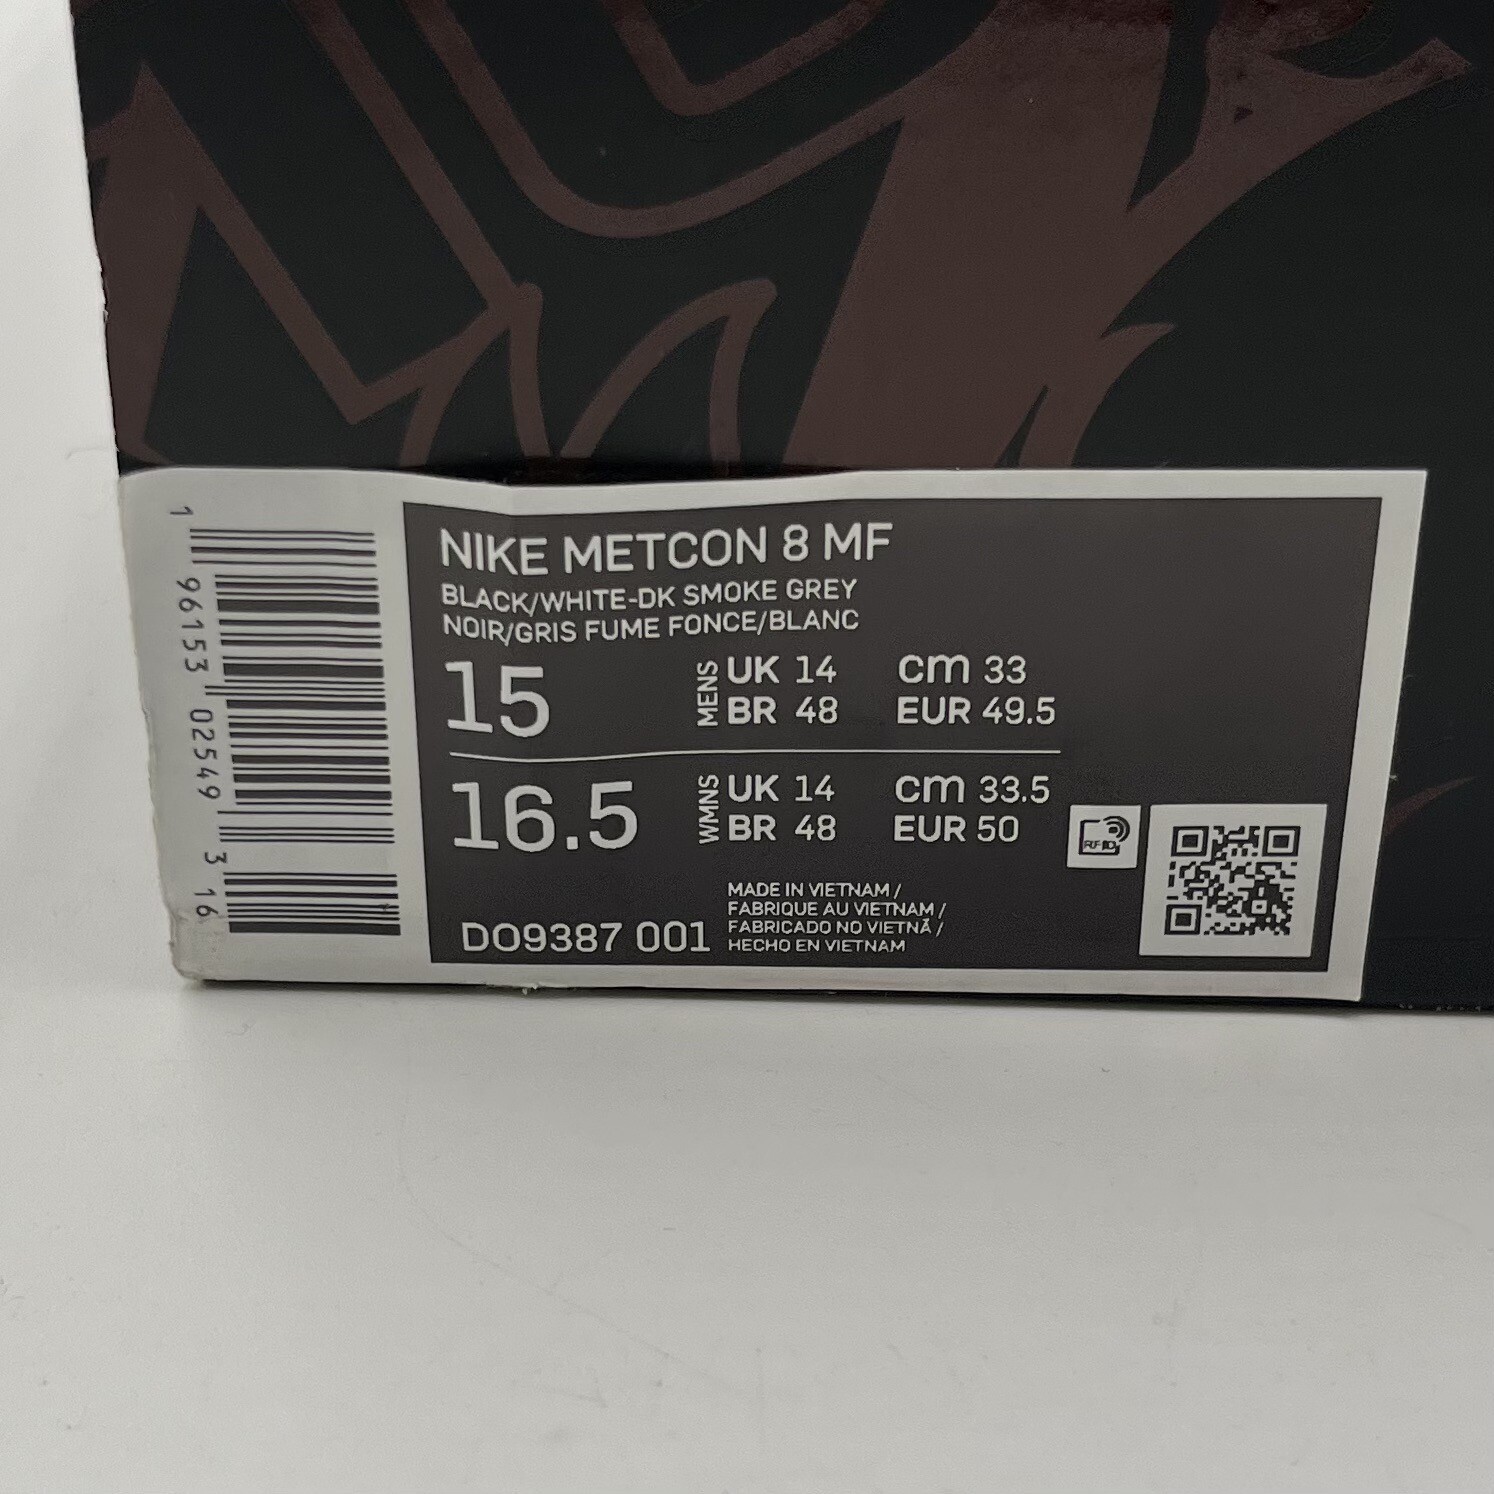 NIKE METCON 8 MF
BLACK/WHITE-DK SMOKE GREY
NOIR/GRIS FUME FONCE/BLANC
15 MENS UK 14 cm 33
BR 48 EUR 49.5
16.5 WMNS UK 14 cm 33.5
BR 48 EUR 50
RFID
DO9387 001
MADE IN VIETNAM /
FABRIQUE AU VIETNAM /
FABRICADO NO VIETNÃ /
HECHO EN VIETNAM
1 96153 02549 3 16